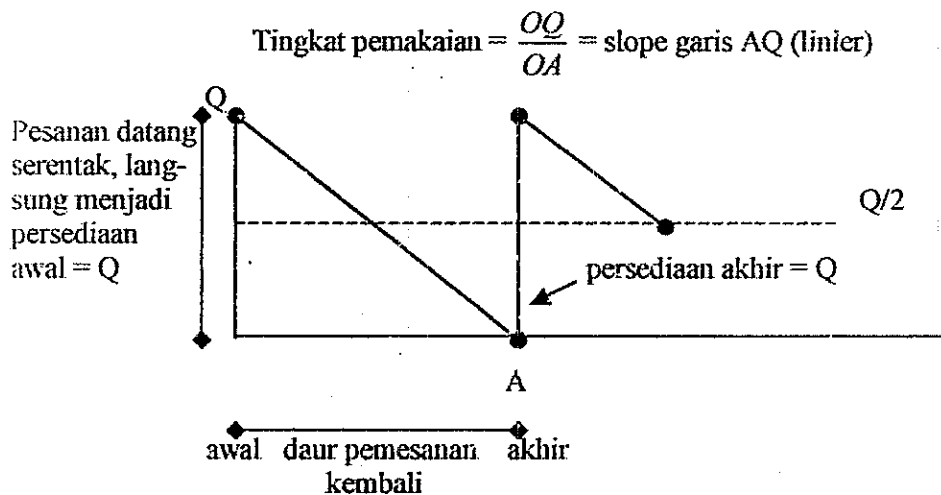 Tingkat pemakaian = OQ/OA = slope garis AQ (linier)
Q
Pesanan datang
serentak, lang-
sung menjadi
persediaan
awal = Q
Q/2
persediaan akhir = Q
A
awal daur pemesanan akhir
kembali